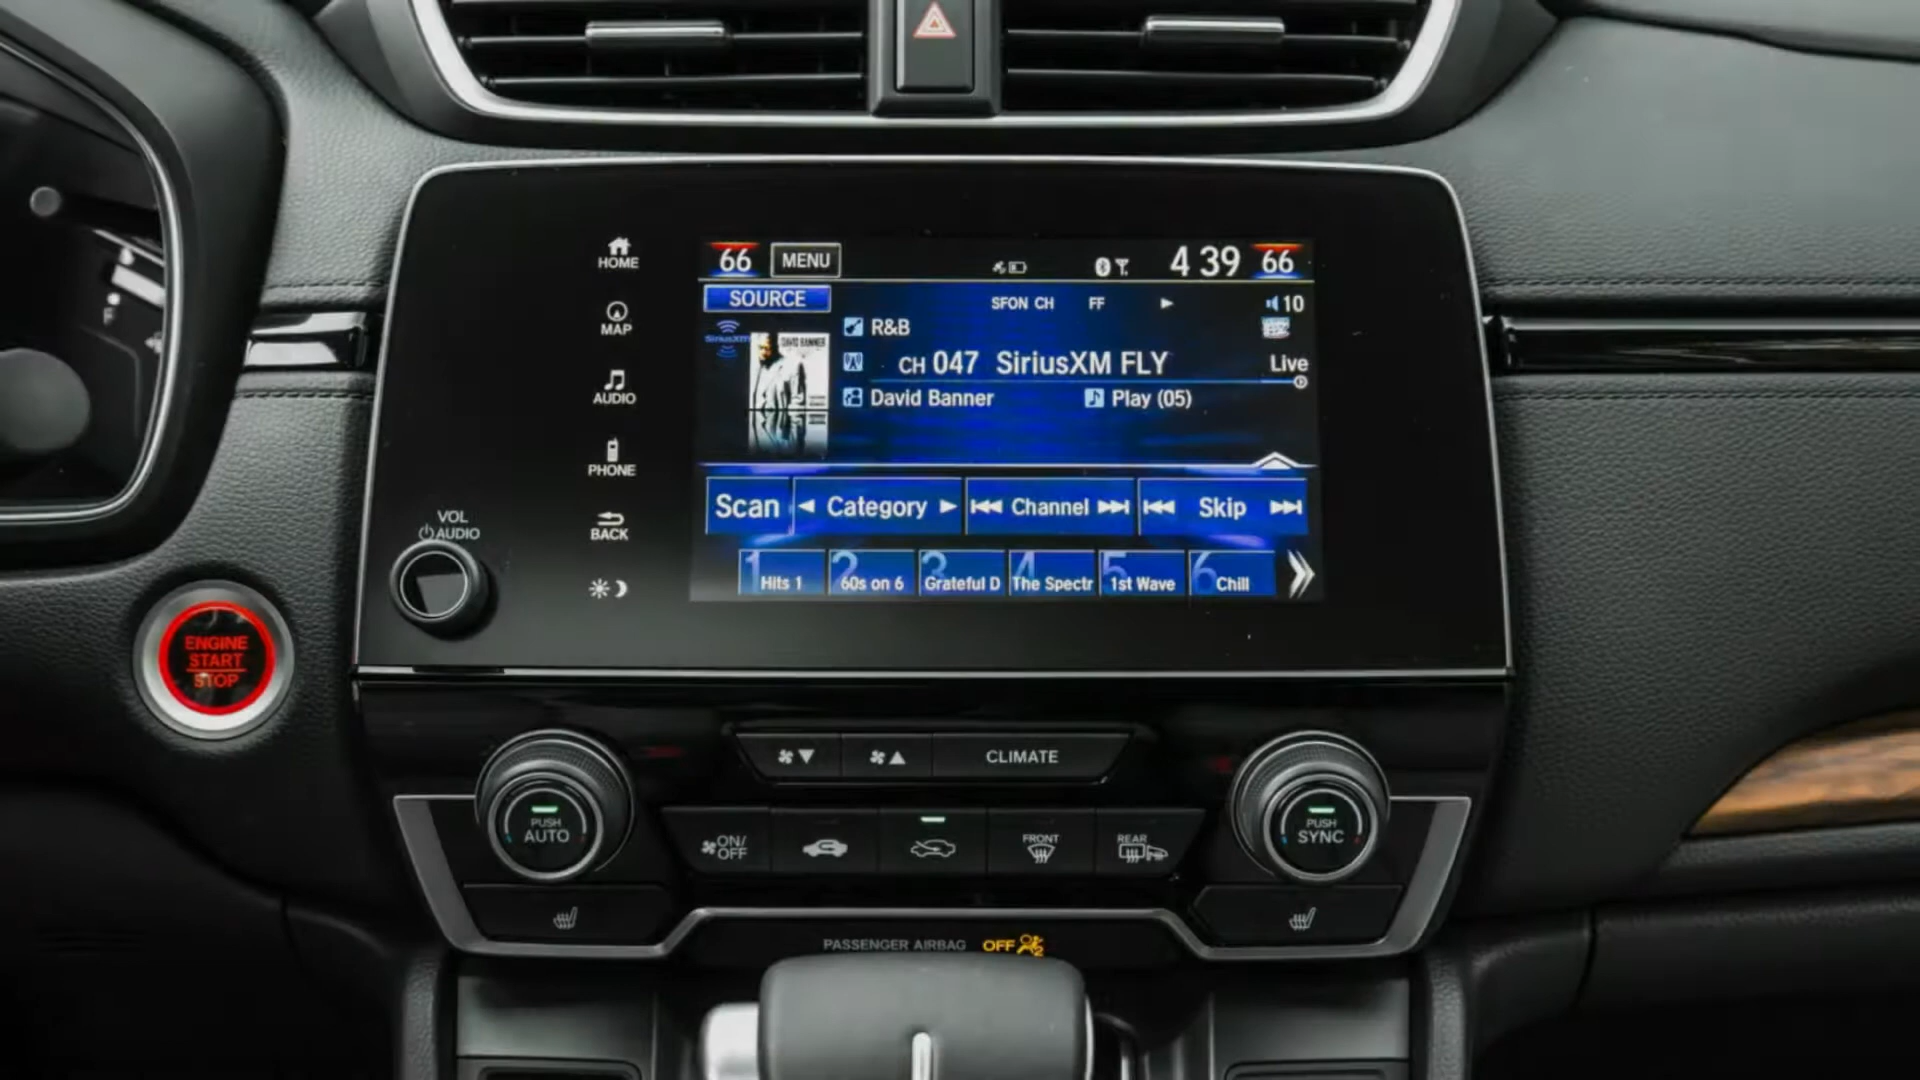 HOME
MAP
AUDIO
PHONE
BACK
VOL
AUDIO
ENGINE
START
STOP
66 MENU 4 39 66
SOURCE SFON CH FF 10
SiriusXM
R&B
CH 047 SiriusXM FLY Live
DAVID BANNER
David Banner Play (05)
Scan Category Channel Skip
1 Hits 1
2 60s on 6
3 Grateful D
4 The Spectr
5 1st Wave
6 Chill
CLIMATE
PUSH
AUTO
ON/
OFF
FRONT
REAR
PUSH
SYNC
PASSENGER AIRBAG OFF